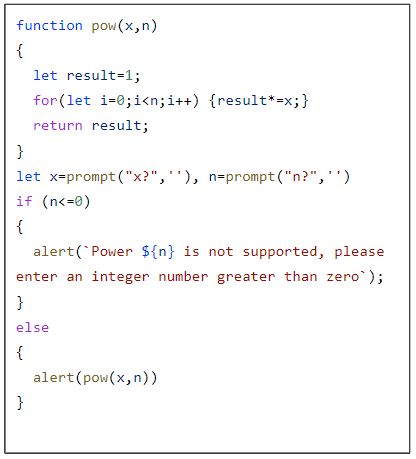 function pow(x,n)
{
  let result=1;
  for(let i=0;i<n;i++) {result*=x;}
  return result;
}
let x=prompt("x?",''), n=prompt("n?",'')
if (n<=0)
{
  alert(`Power ${n} is not supported, please
enter an integer number greater than zero`);
}
else
{
  alert(pow(x,n))
}